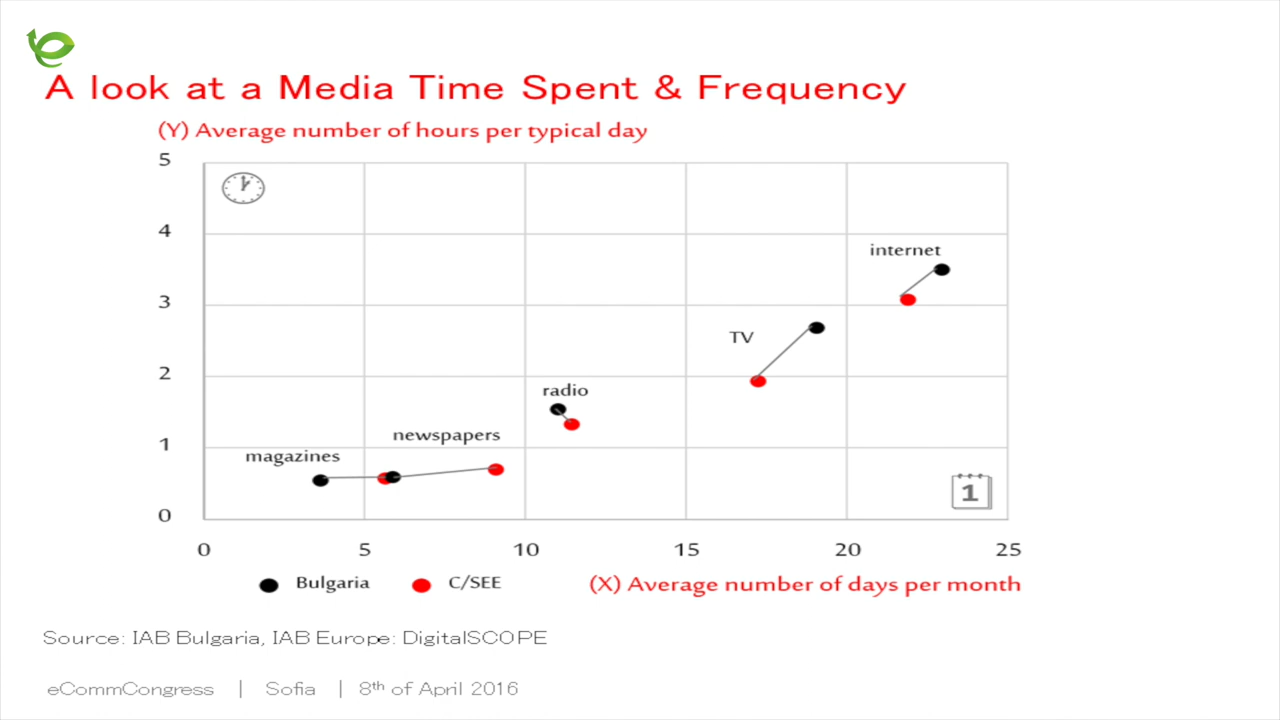 A look at a Media Time Spent & Frequency
(Y) Average number of hours per typical day
5
4
internet
3
TV
2
radio
newspapers
1
magazines
1
0
0 5 10 15 20 25
Bulgaria C/SEE (X) Average number of days per month
Source: IAB Bulgaria, IAB Europe: DigitalSCOPE
eCommCongress | Sofia | 8th of April 2016